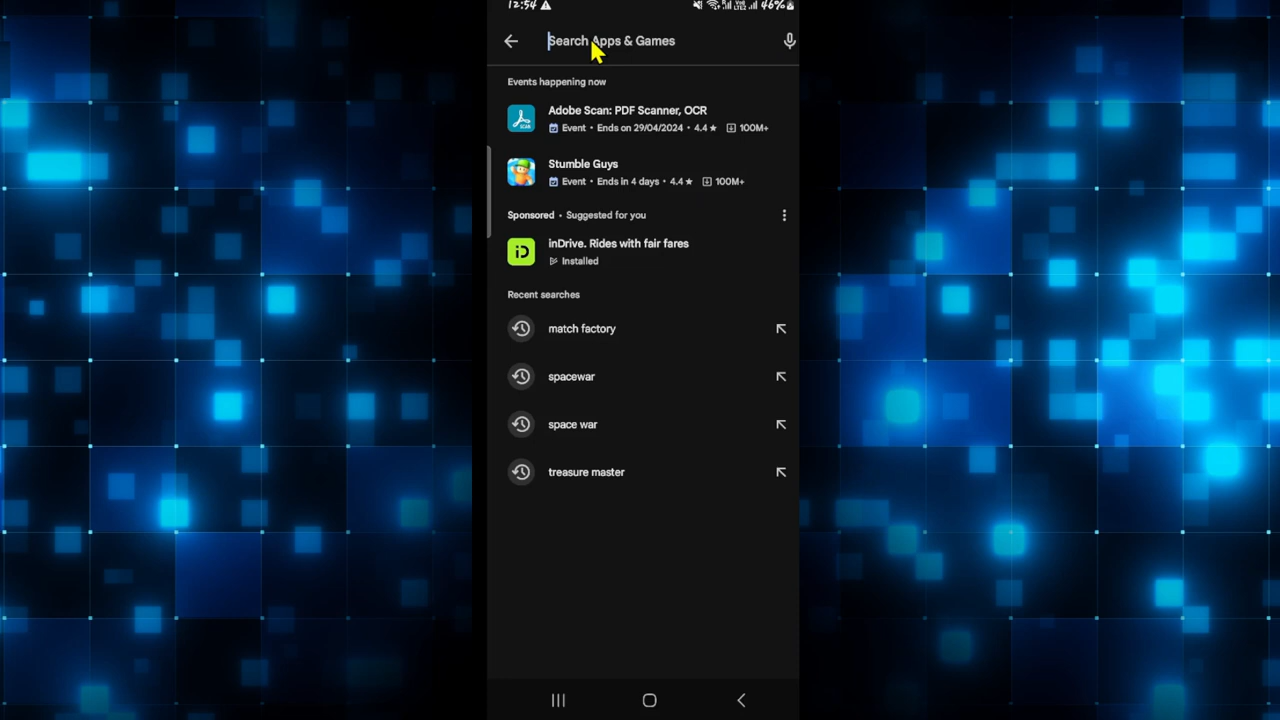 12:54 46%
Search Apps & Games
Events happening now
Adobe Scan: PDF Scanner, OCR
Event • Ends on 29/04/2024 • 4.4★ 100M+
Stumble Guys
Event • Ends in 4 days • 4.4★ 100M+
Sponsored • Suggested for you
iD
inDrive. Rides with fair fares
Installed
Recent searches
match factory
spacewar
space war
treasure master